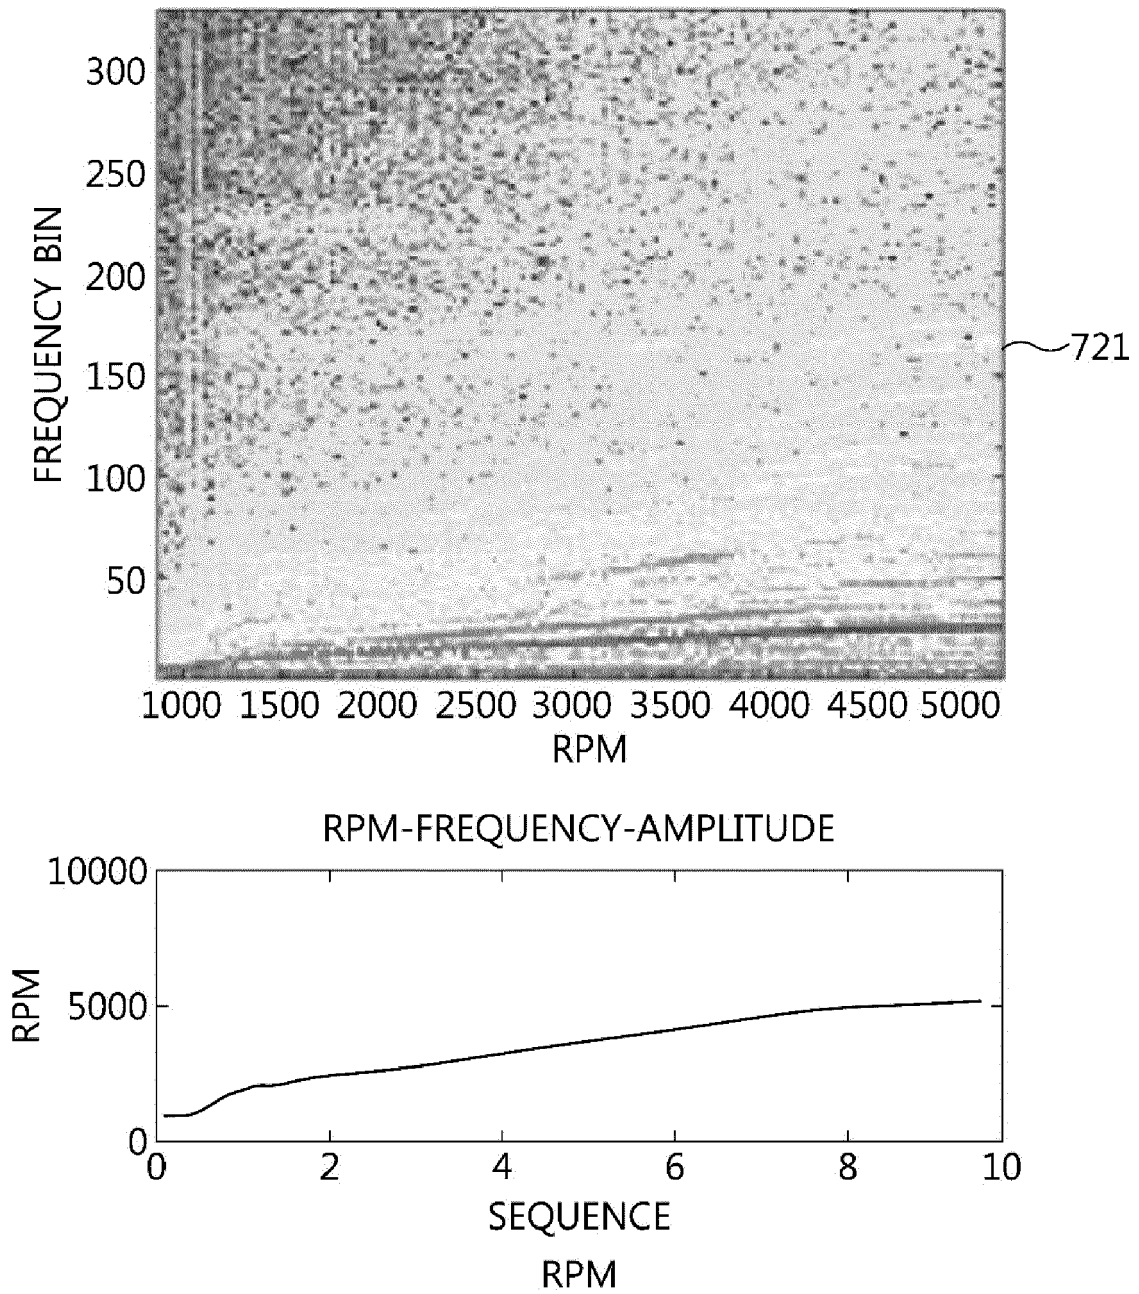 300
250
200
150
100
50
FREQUENCY BIN
721
1000 1500 2000 2500 3000 3500 4000 4500 5000
RPM
RPM-FREQUENCY-AMPLITUDE
10000
5000
0
RPM
0 2 4 6 8 10
SEQUENCE
RPM